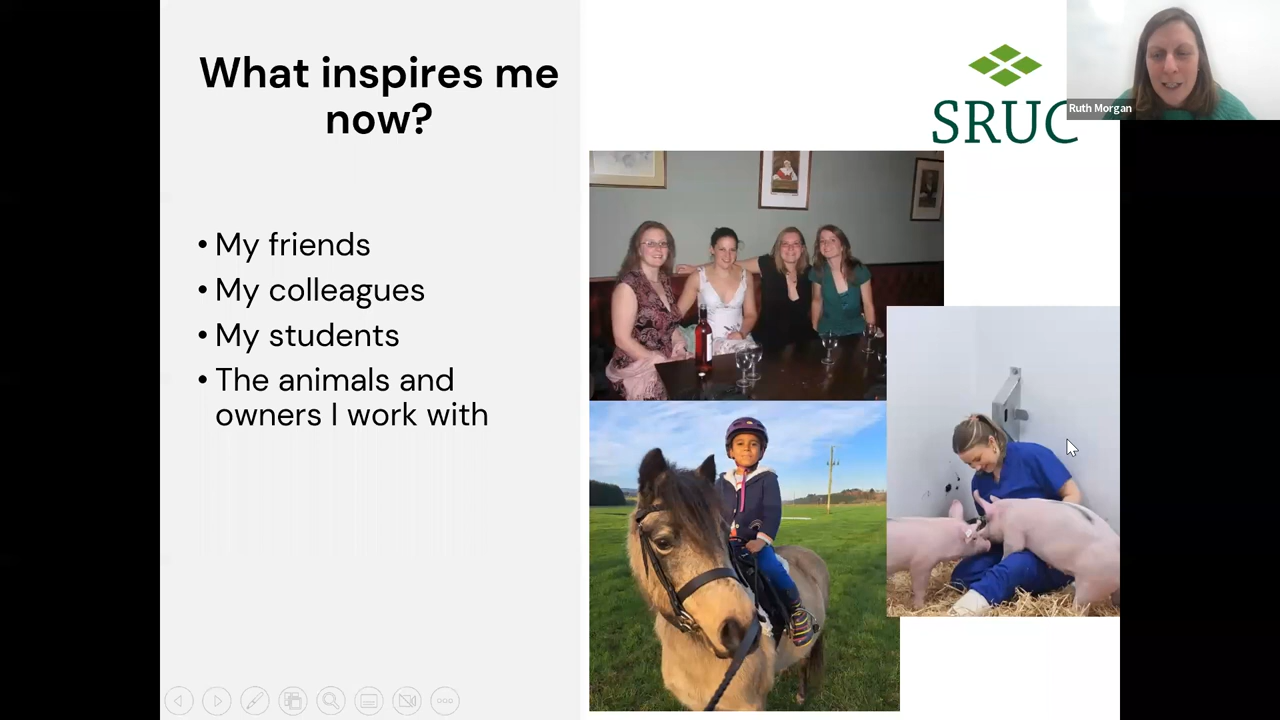 What inspires me
now?
• My friends
• My colleagues
• My students
• The animals and
owners I work with
SRUC
Ruth Morgan